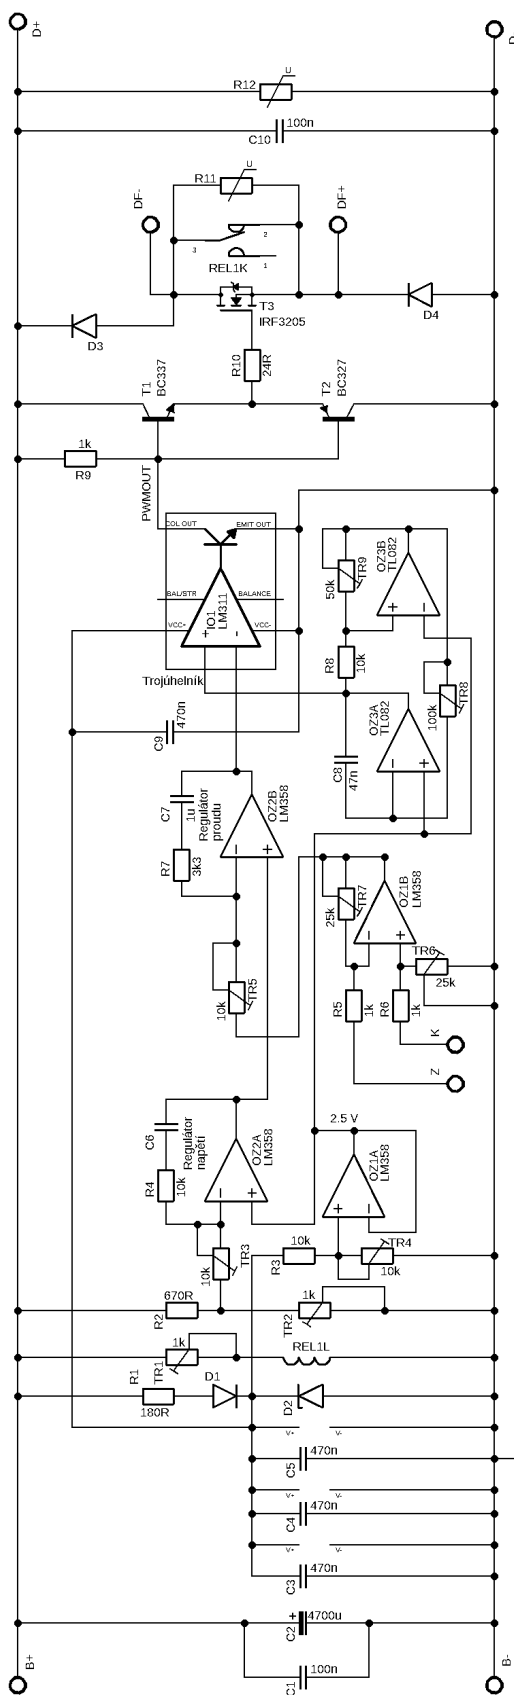 D+
D
R12
U
C10
100n
R11
U
DF-
DF+
3
2
1
REL1K
T3
IRF3205
D3
D4
R10
24R
T1
BC337
T2
BC327
1k
R9
PWMOUT
COL OUT
EMIT OUT
BAL/STR
BALANCE
IO1
LM311
VCC+
VCC-
+
-
Trojúhelník
50k
TR9
OZ3B
TL082
R8
10k
C9
470n
C8
47n
OZ3A
TL082
100k
TR8
C7
1u
Regulátor
proudu
R7
3k3
OZ2B
LM358
25k
TR7
OZ1B
LM358
TR6
25k
10k
TR5
R5
1k
R6
1k
K
Z
C6
Regulátor
napětí
R4
10k
OZ2A
LM358
2.5 V
OZ1A
LM358
10k
TR3
10k
R3
TR4
10k
670R
R2
1k
TR2
1k
TR1
REL1L
R1
180R
D1
D2
V+
V-
C5
470n
V+
V-
C4
470n
V+
V-
C3
470n
+
C2
4700u
C1
100n
B+
B-